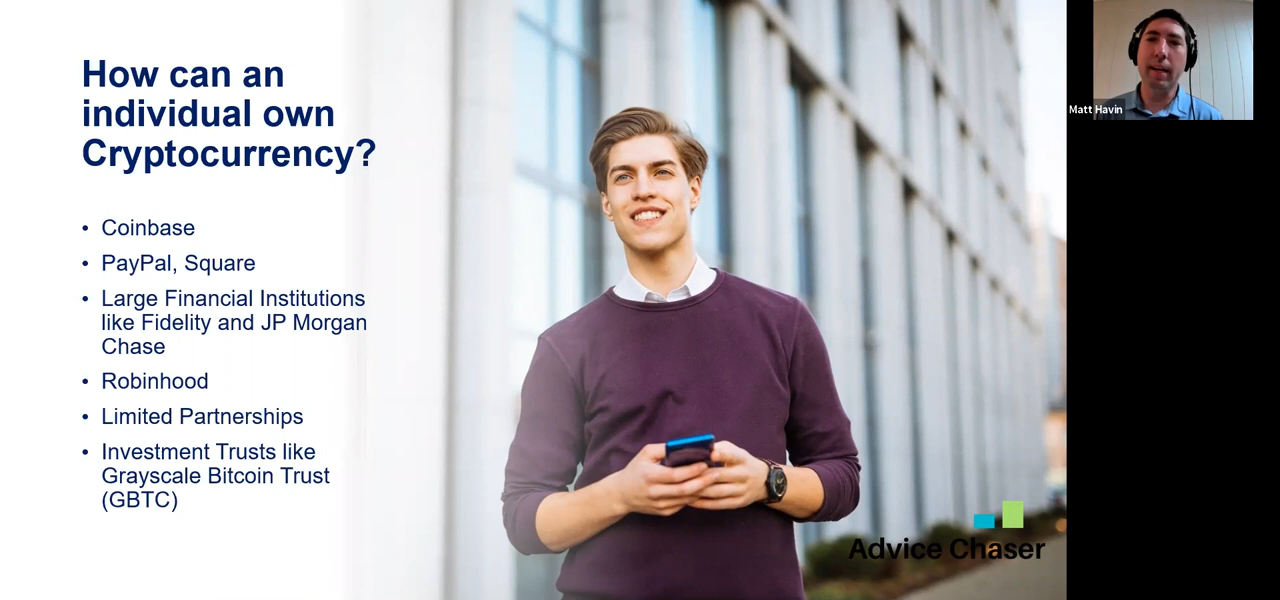 How can an
individual own
Cryptocurrency?
• Coinbase
• PayPal, Square
• Large Financial Institutions
like Fidelity and JP Morgan
Chase
• Robinhood
• Limited Partnerships
• Investment Trusts like
Grayscale Bitcoin Trust
(GBTC)
Advice Chaser
Matt Havin